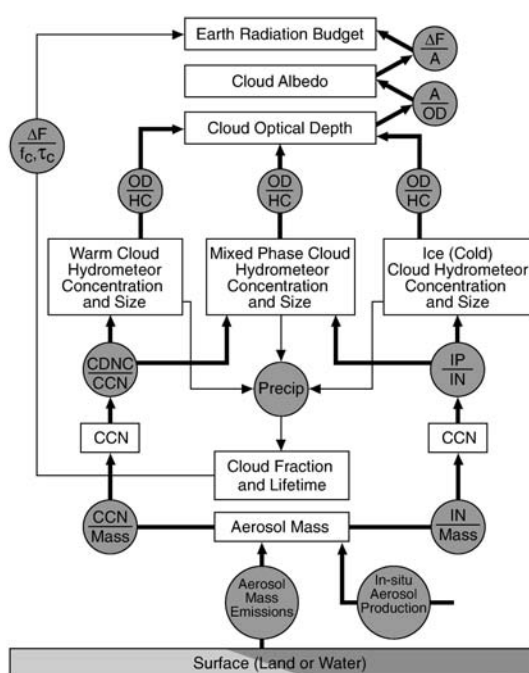 Earth Radiation Budget
ΔF
A
Cloud Albedo
A
OD
Cloud Optical Depth
ΔF
fC,τC
OD
HC
OD
HC
OD
HC
Warm Cloud
Hydrometeor
Concentration
and Size
Mixed Phase Cloud
Hydrometeor
Concentration
and Size
Ice (Cold)
Cloud Hydrometeor
Concentration
and Size
CDNC
CCN
Precip
IP
IN
CCN
CCN
Cloud Fraction
and Lifetime
CCN
Mass
Aerosol Mass
IN
Mass
Aerosol
Mass
Emissions
In-situ
Aerosol
Production
Surface (Land or Water)